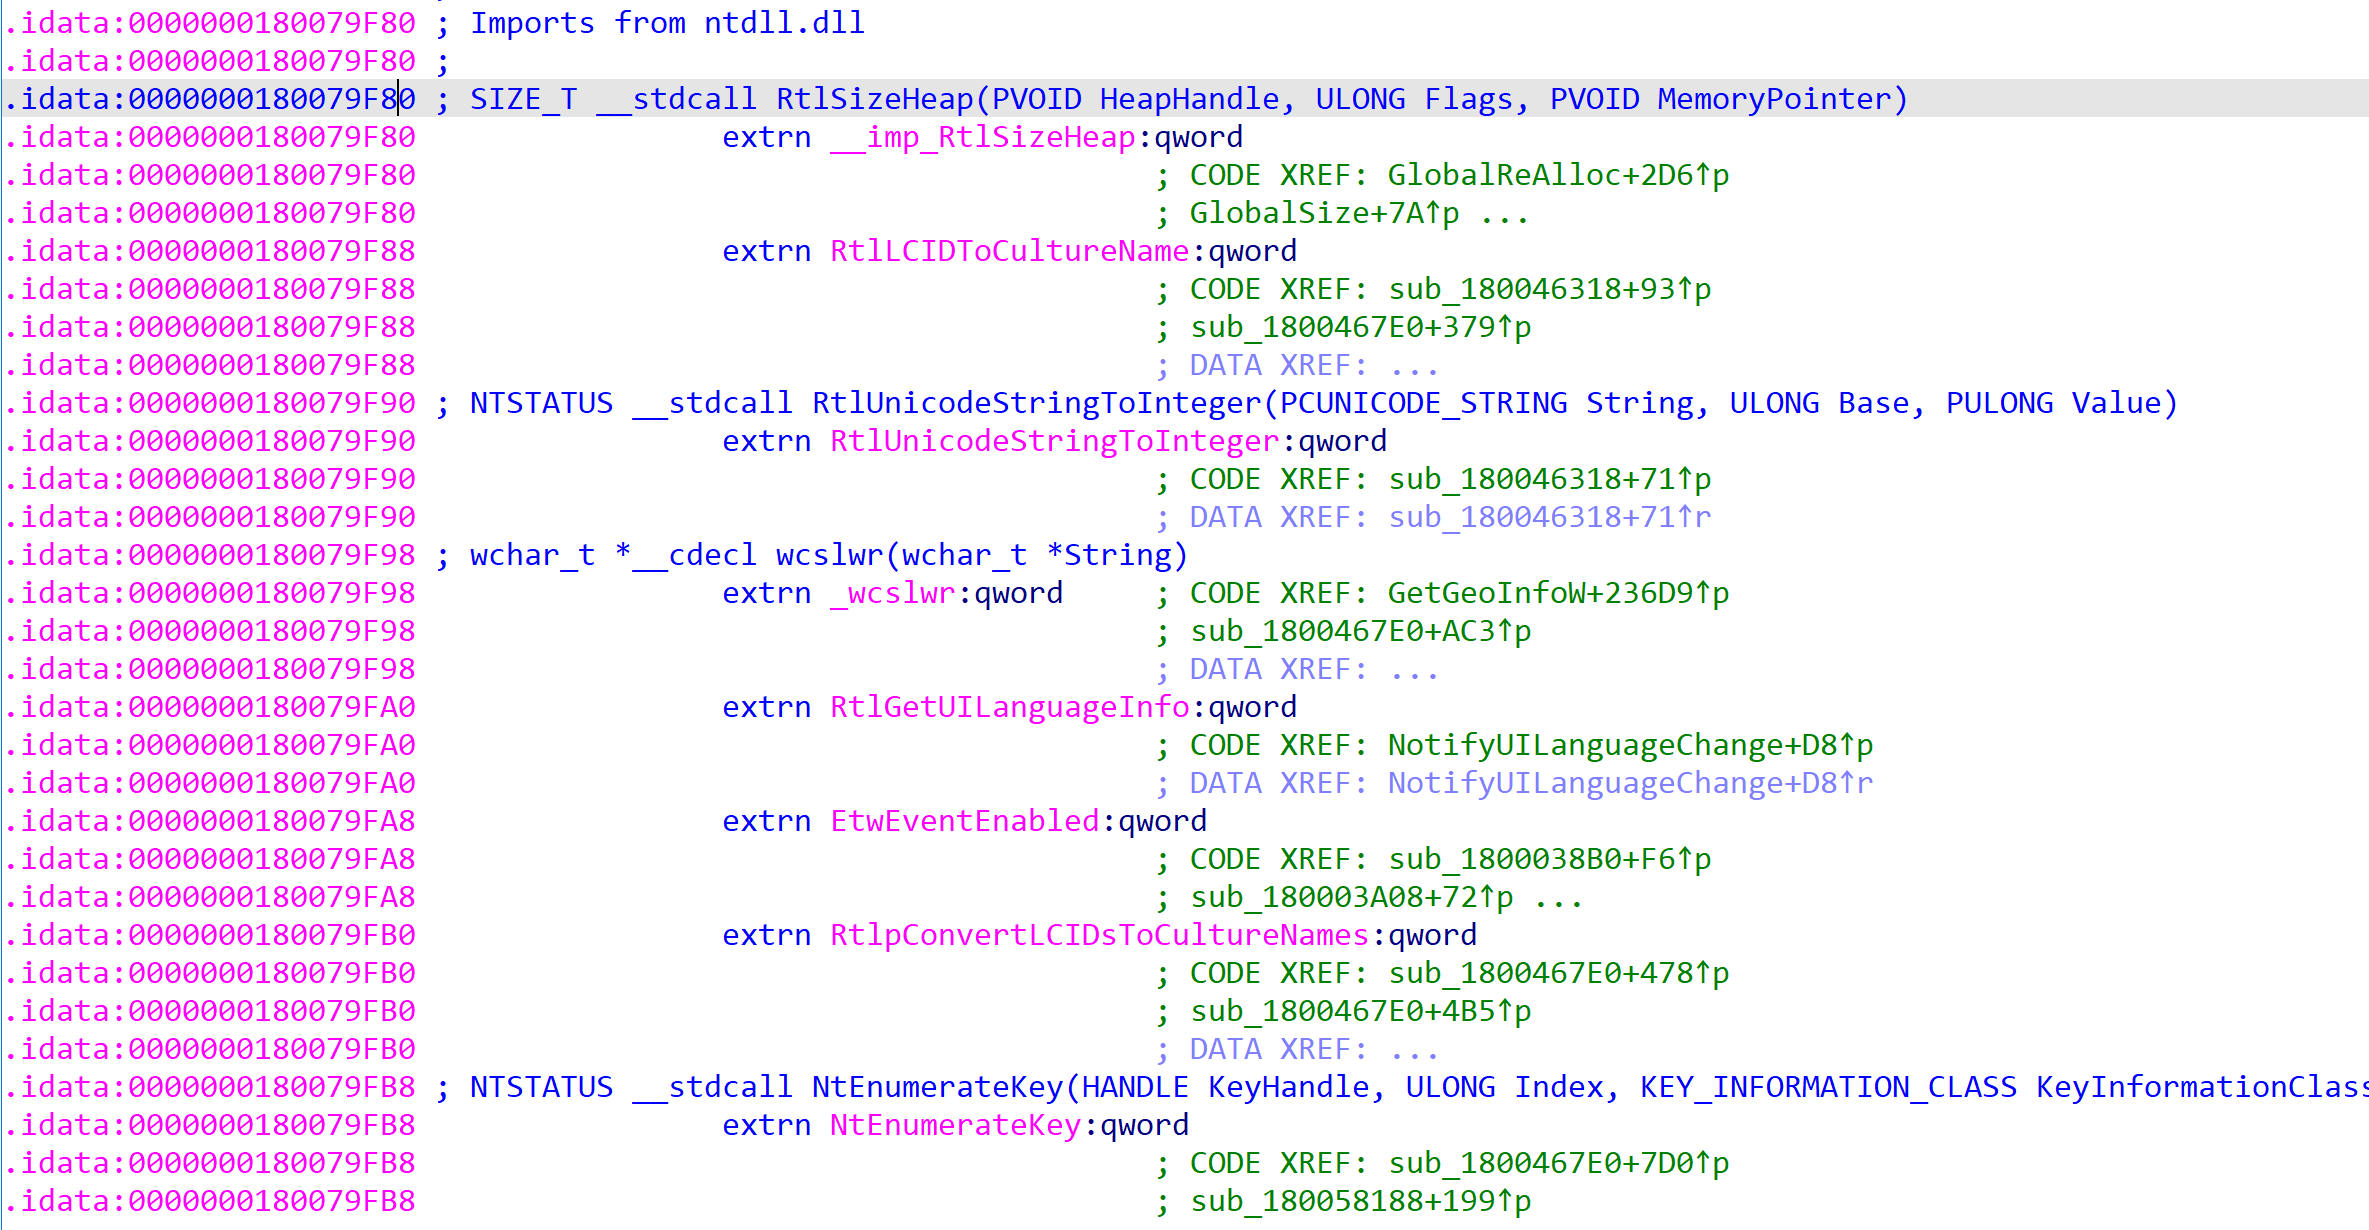 .idata:0000000180079F80 ; Imports from ntdll.dll
.idata:0000000180079F80 ;
.idata:0000000180079F80 ; SIZE_T __stdcall RtlSizeHeap(PVOID HeapHandle, ULONG Flags, PVOID MemoryPointer)
.idata:0000000180079F80 extrn __imp_RtlSizeHeap:qword
.idata:0000000180079F80 ; CODE XREF: GlobalReAlloc+2D6↑p
.idata:0000000180079F80 ; GlobalSize+7A↑p ...
.idata:0000000180079F88 extrn RtlLCIDToCultureName:qword
.idata:0000000180079F88 ; CODE XREF: sub_180046318+93↑p
.idata:0000000180079F88 ; sub_1800467E0+379↑p
.idata:0000000180079F88 ; DATA XREF: ...
.idata:0000000180079F90 ; NTSTATUS __stdcall RtlUnicodeStringToInteger(PCUNICODE_STRING String, ULONG Base, PULONG Value)
.idata:0000000180079F90 extrn RtlUnicodeStringToInteger:qword
.idata:0000000180079F90 ; CODE XREF: sub_180046318+71↑p
.idata:0000000180079F90 ; DATA XREF: sub_180046318+71↑r
.idata:0000000180079F98 ; wchar_t *__cdecl wcslwr(wchar_t *String)
.idata:0000000180079F98 extrn _wcslwr:qword ; CODE XREF: GetGeoInfoW+236D9↑p
.idata:0000000180079F98 ; sub_1800467E0+AC3↑p
.idata:0000000180079F98 ; DATA XREF: ...
.idata:0000000180079FA0 extrn RtlGetUILanguageInfo:qword
.idata:0000000180079FA0 ; CODE XREF: NotifyUILanguageChange+D8↑p
.idata:0000000180079FA0 ; DATA XREF: NotifyUILanguageChange+D8↑r
.idata:0000000180079FA8 extrn EtwEventEnabled:qword
.idata:0000000180079FA8 ; CODE XREF: sub_1800038B0+F6↑p
.idata:0000000180079FA8 ; sub_180003A08+72↑p ...
.idata:0000000180079FB0 extrn RtlpConvertLCIDsToCultureNames:qword
.idata:0000000180079FB0 ; CODE XREF: sub_1800467E0+478↑p
.idata:0000000180079FB0 ; sub_1800467E0+4B5↑p
.idata:0000000180079FB0 ; DATA XREF: ...
.idata:0000000180079FB8 ; NTSTATUS __stdcall NtEnumerateKey(HANDLE KeyHandle, ULONG Index, KEY_INFORMATION_CLASS KeyInformationClass
.idata:0000000180079FB8 extrn NtEnumerateKey:qword
.idata:0000000180079FB8 ; CODE XREF: sub_1800467E0+7D0↑p
.idata:0000000180079FB8 ; sub_180058188+199↑p